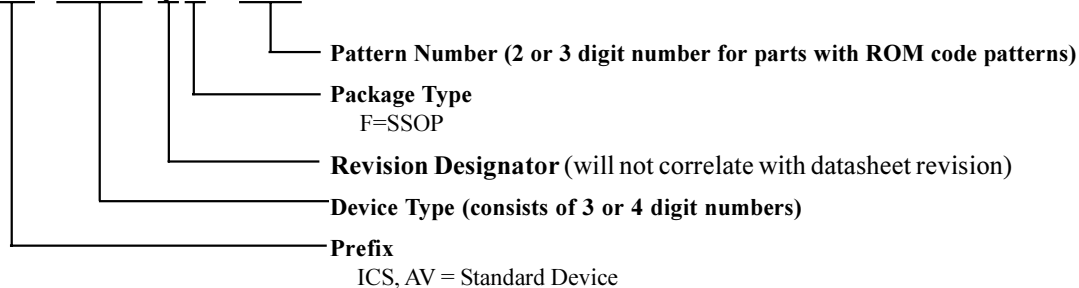 Pattern Number (2 or 3 digit number for parts with ROM code patterns)
Package Type
F=SSOP
Revision Designator (will not correlate with datasheet revision)
Device Type (consists of 3 or 4 digit numbers)
Prefix
ICS, AV = Standard Device